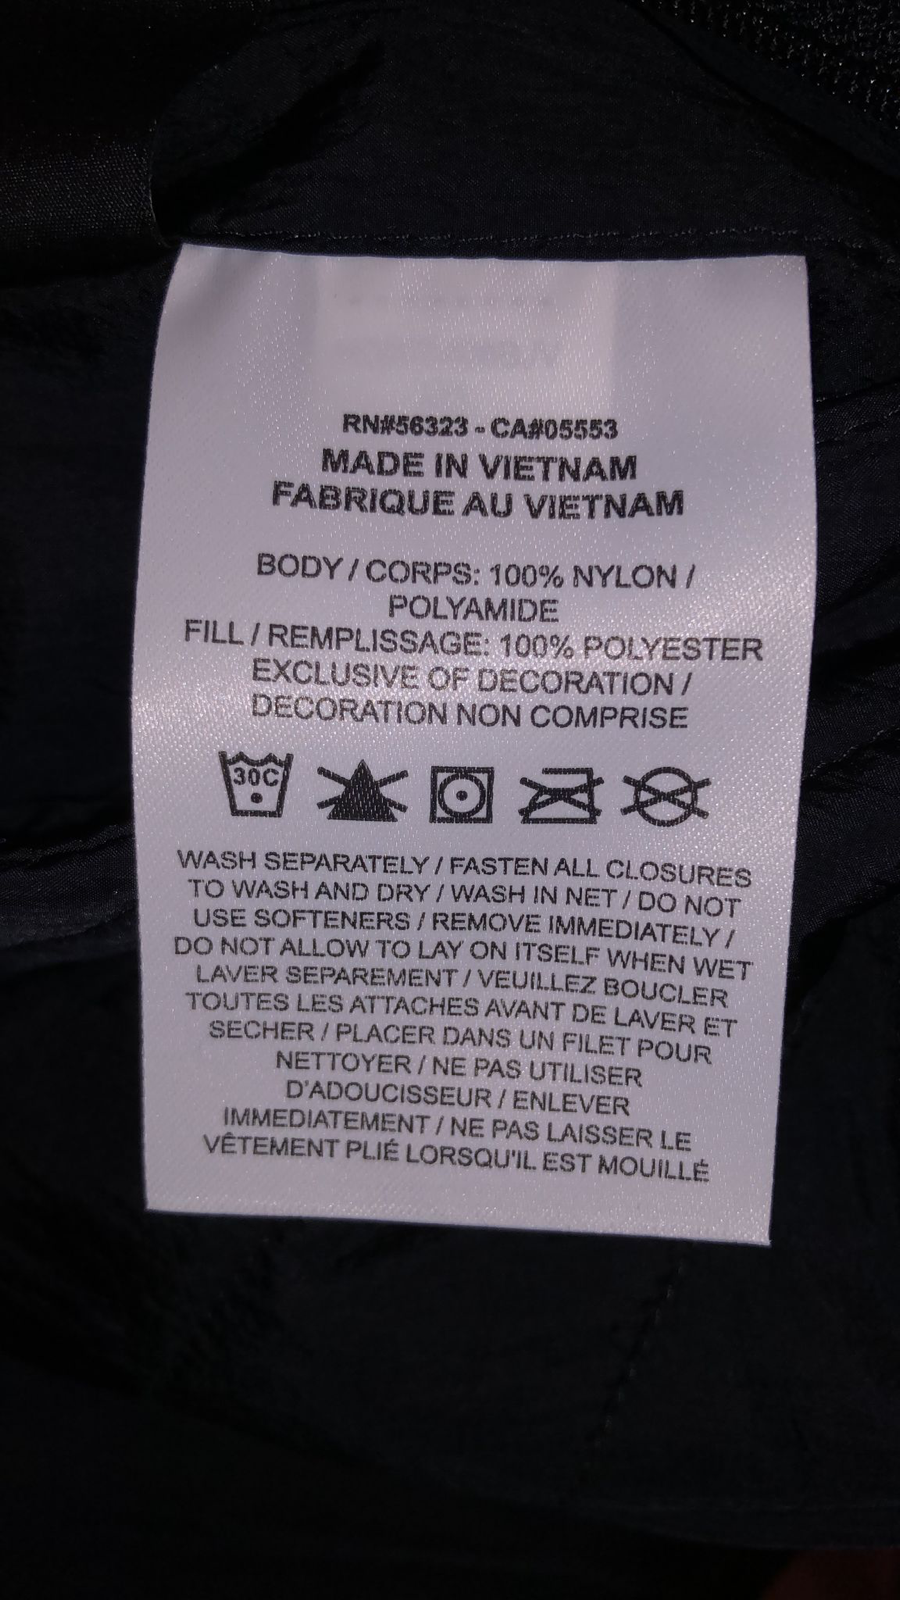 RN#56323 - CA#05553
MADE IN VIETNAM
FABRIQUE AU VIETNAM
BODY / CORPS: 100% NYLON /
POLYAMIDE
FILL / REMPLISSAGE: 100% POLYESTER
EXCLUSIVE OF DECORATION /
DECORATION NON COMPRISE
30C
WASH SEPARATELY / FASTEN ALL CLOSURES
TO WASH AND DRY / WASH IN NET / DO NOT
USE SOFTENERS / REMOVE IMMEDIATELY /
DO NOT ALLOW TO LAY ON ITSELF WHEN WET
LAVER SEPAREMENT / VEUILLEZ BOUCLER
TOUTES LES ATTACHES AVANT DE LAVER ET
SECHER / PLACER DANS UN FILET POUR
NETTOYER / NE PAS UTILISER
D'ADOUCISSEUR / ENLEVER
IMMEDIATEMENT / NE PAS LAISSER LE
VÊTEMENT PLIÉ LORSQU'IL EST MOUILLÉ